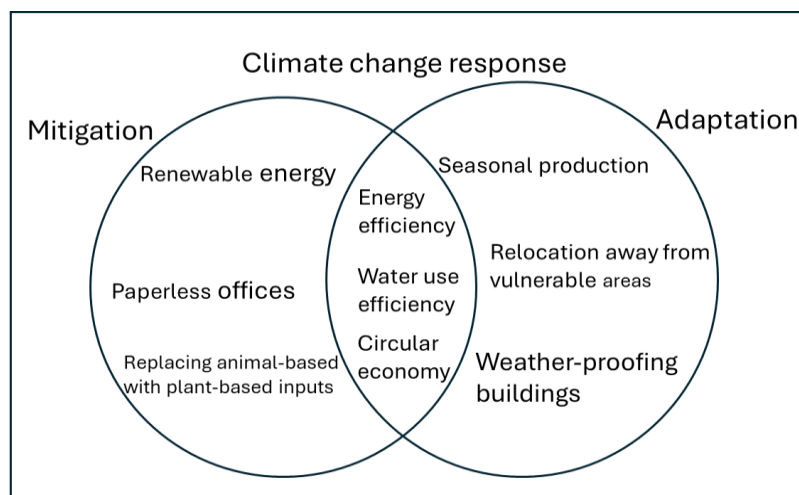 Climate change response
Mitigation
Adaptation
Renewable energy
Paperless offices
Replacing animal-based
with plant-based inputs
Energy
efficiency
Water use
efficiency
Circular
economy
Seasonal production
Relocation away from
vulnerable areas
Weather-proofing
buildings